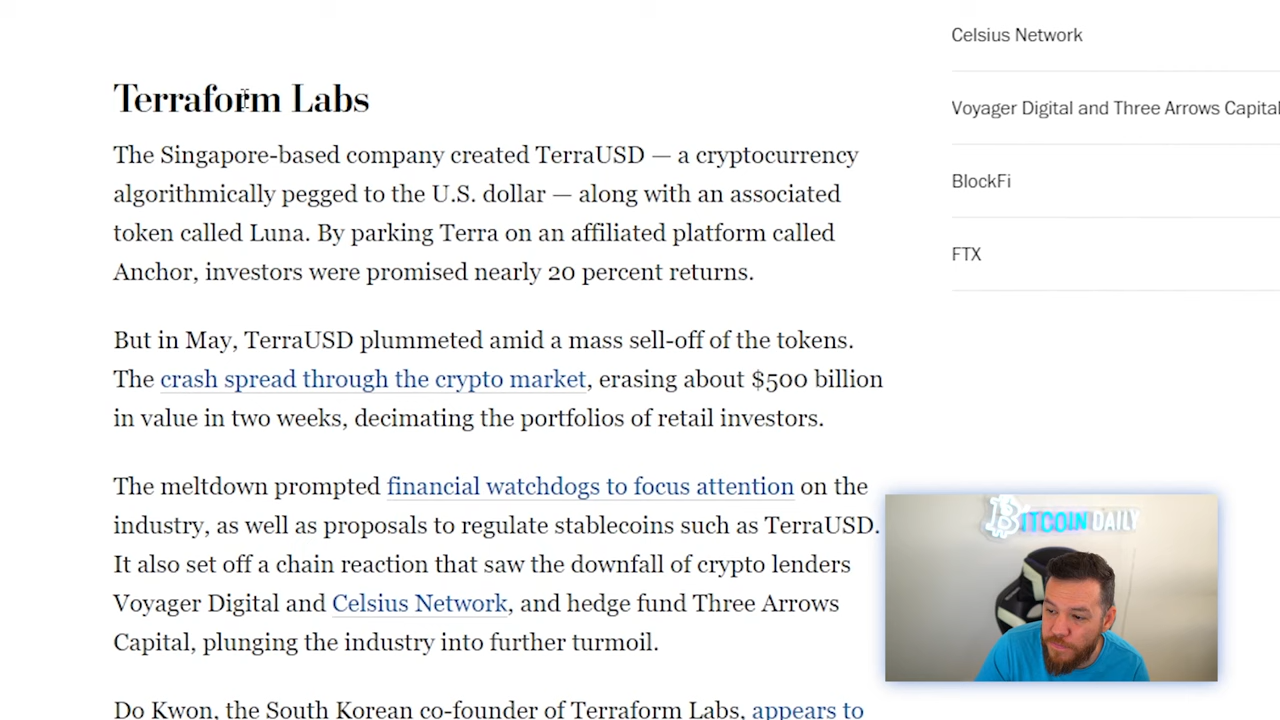 Terraform Labs
The Singapore-based company created TerraUSD — a cryptocurrency
algorithmically pegged to the U.S. dollar — along with an associated
token called Luna. By parking Terra on an affiliated platform called
Anchor, investors were promised nearly 20 percent returns.
But in May, TerraUSD plummeted amid a mass sell-off of the tokens.
The crash spread through the crypto market, erasing about $500 billion
in value in two weeks, decimating the portfolios of retail investors.
The meltdown prompted financial watchdogs to focus attention on the
industry, as well as proposals to regulate stablecoins such as TerraUSD.
It also set off a chain reaction that saw the downfall of crypto lenders
Voyager Digital and Celsius Network, and hedge fund Three Arrows
Capital, plunging the industry into further turmoil.
Do Kwon, the South Korean co-founder of Terraform Labs, appears to
Celsius Network
Voyager Digital and Three Arrows Capital
BlockFi
FTX
BITCOIN DAILY